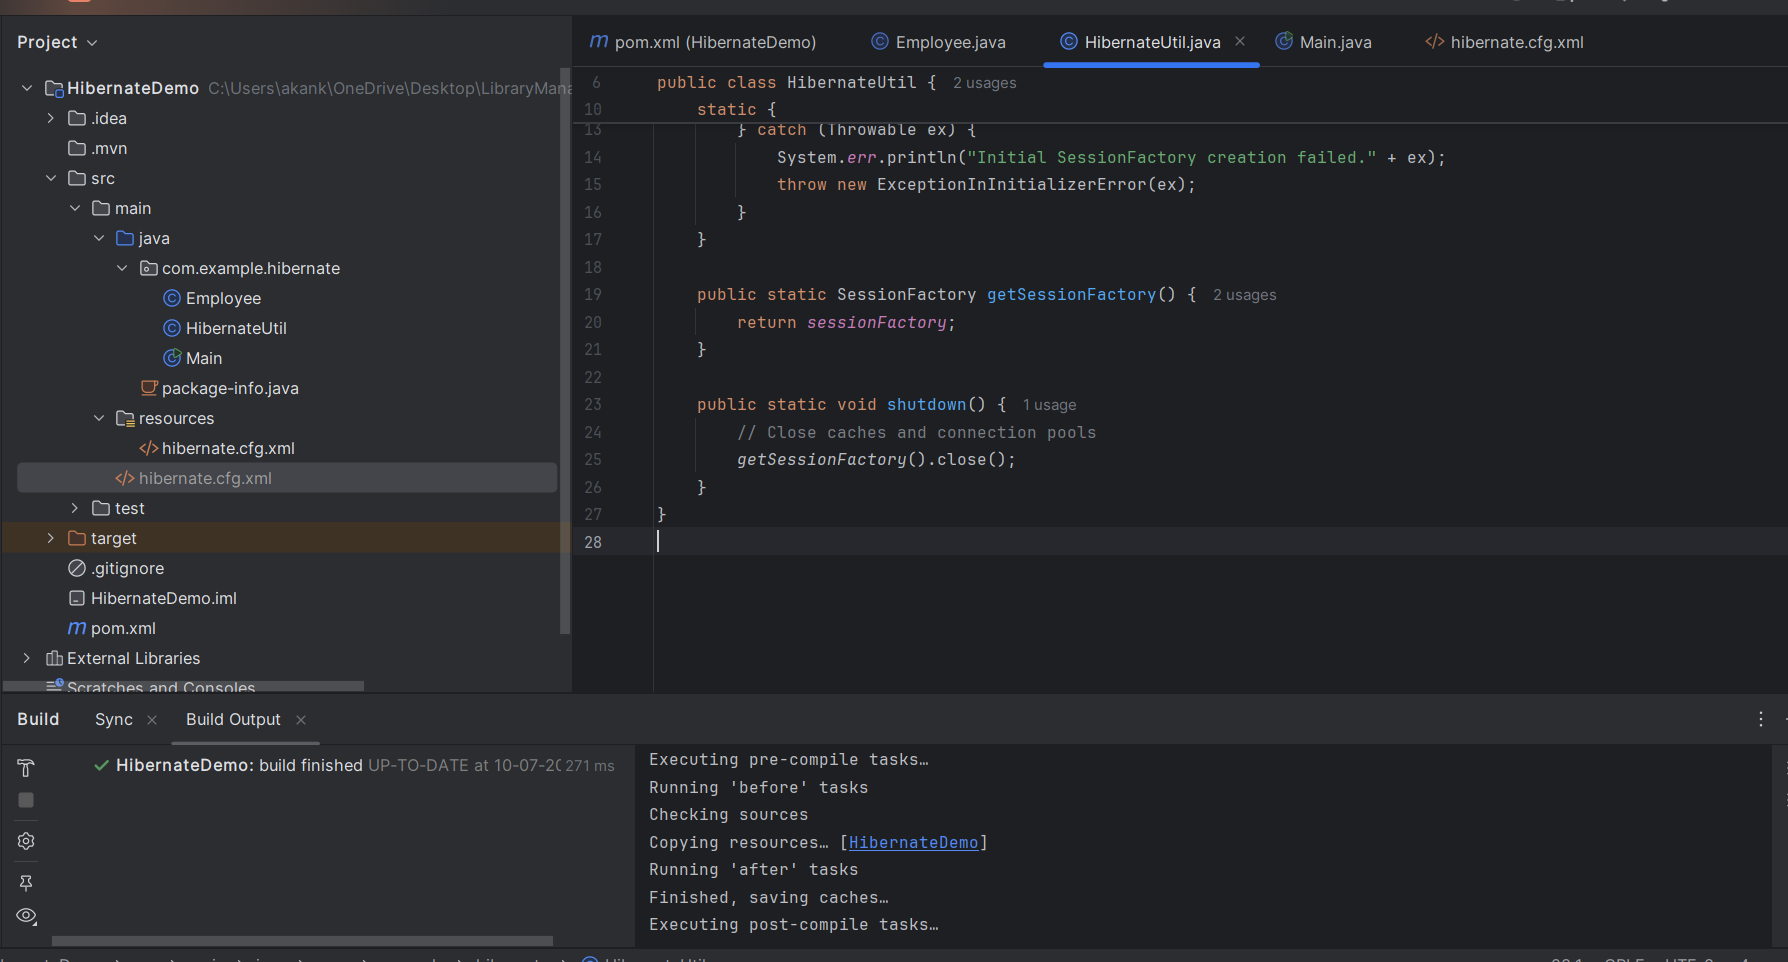 Project
HibernateDemo C:\Users\akank\OneDrive\Desktop\LibraryMana
.idea
.mvn
src
main
java
com.example.hibernate
Employee
HibernateUtil
Main
package-info.java
resources
hibernate.cfg.xml
hibernate.cfg.xml
test
target
.gitignore
HibernateDemo.iml
pom.xml
External Libraries
Scratches and Consoles
pom.xml (HibernateDemo)
Employee.java
HibernateUtil.java
Main.java
hibernate.cfg.xml
6 public class HibernateUtil { 2 usages
10 static {
13 } catch (Throwable ex) {
14 System.err.println("Initial SessionFactory creation failed." + ex);
15 throw new ExceptionInInitializerError(ex);
16 }
17 }
18
19 public static SessionFactory getSessionFactory() { 2 usages
20 return sessionFactory;
21 }
22
23 public static void shutdown() { 1 usage
24 // Close caches and connection pools
25 getSessionFactory().close();
26 }
27 }
28
Build
Sync
Build Output
HibernateDemo: build finished UP-TO-DATE at 10-07-20 271 ms
Executing pre-compile tasks…
Running 'before' tasks
Checking sources
Copying resources… [HibernateDemo]
Running 'after' tasks
Finished, saving caches…
Executing post-compile tasks…